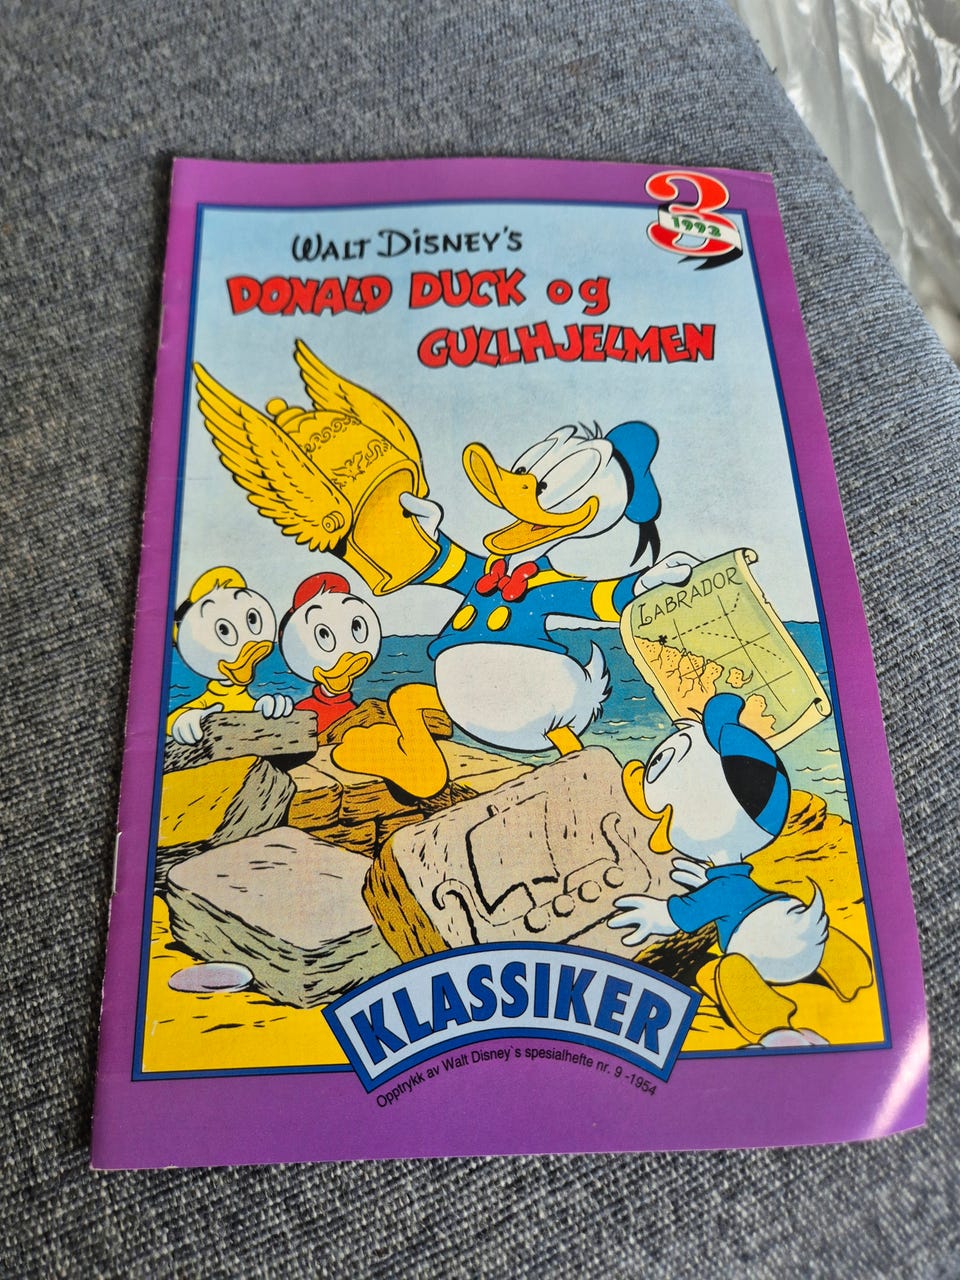 3
1993
WALT DISNEY'S
DONALD DUCK og
GULLHJELMEN
LABRADOR
KLASSIKER
Opptrykk av Walt Disney`s spesialhefte nr. 9 -1954